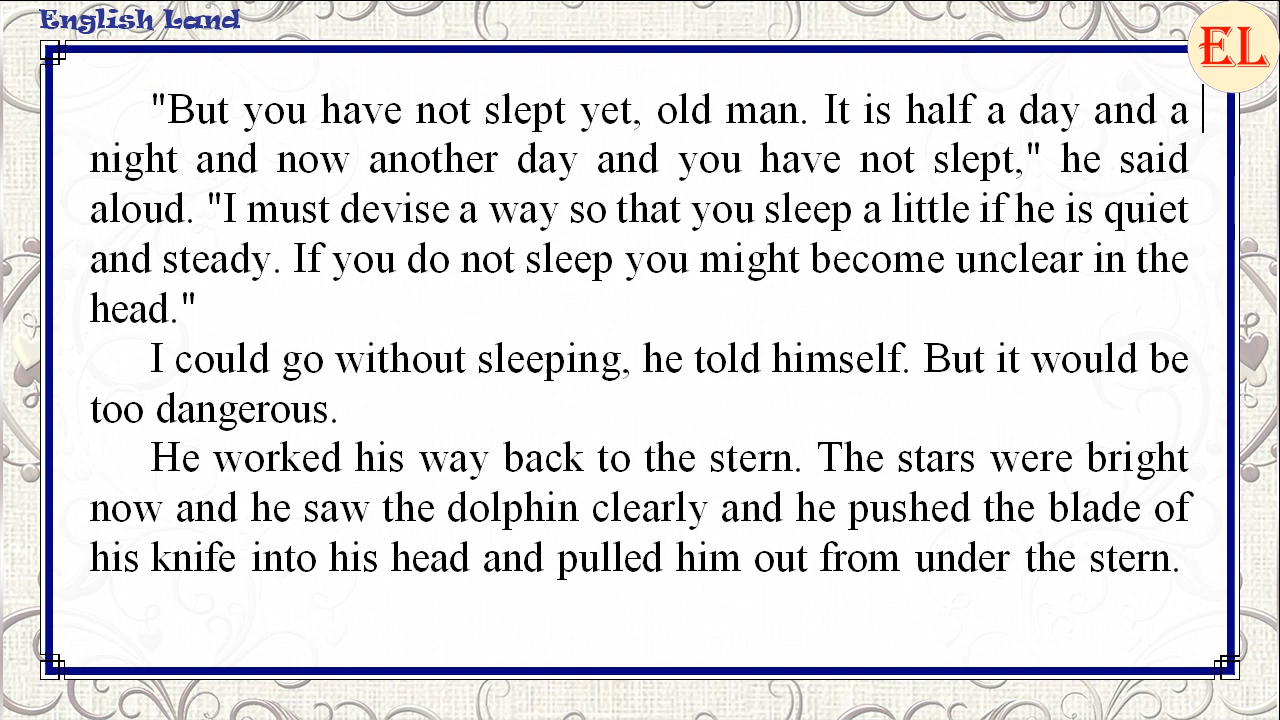 English Land
EL
"But you have not slept yet, old man. It is half a day and a
night and now another day and you have not slept," he said
aloud. "I must devise a way so that you sleep a little if he is quiet
and steady. If you do not sleep you might become unclear in the
head."
I could go without sleeping, he told himself. But it would be
too dangerous.
He worked his way back to the stern. The stars were bright
now and he saw the dolphin clearly and he pushed the blade of
his knife into his head and pulled him out from under the stern.